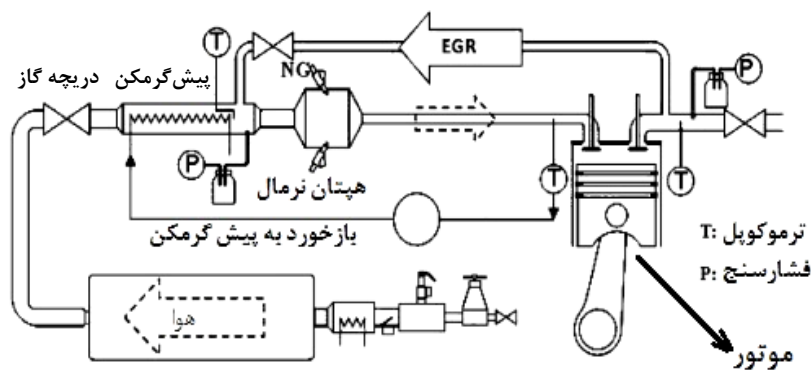 EGR
P
T
NG
پیش‌گرمکن دریچه گاز
P
هپتان نرمال
T
T
بازخورد به پیش گرمکن
T: ترموکوپل
P: فشارسنج
هوا
موتور